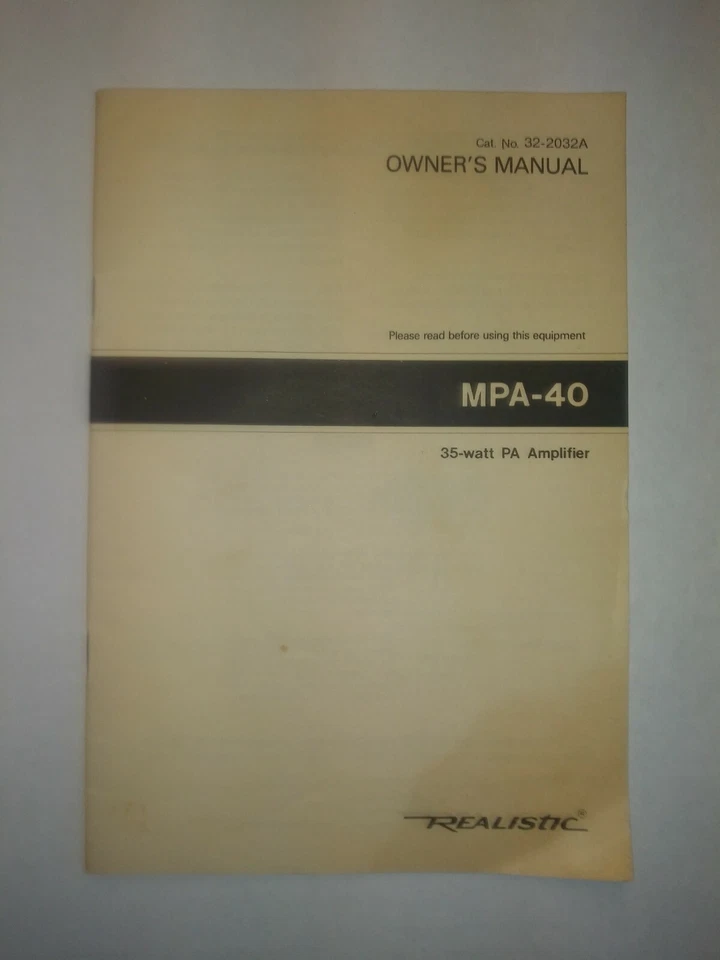 Cat. No. 32-2032A
OWNER'S MANUAL
Please read before using this equipment
MPA-40
35-watt PA Amplifier
REALISTIC®